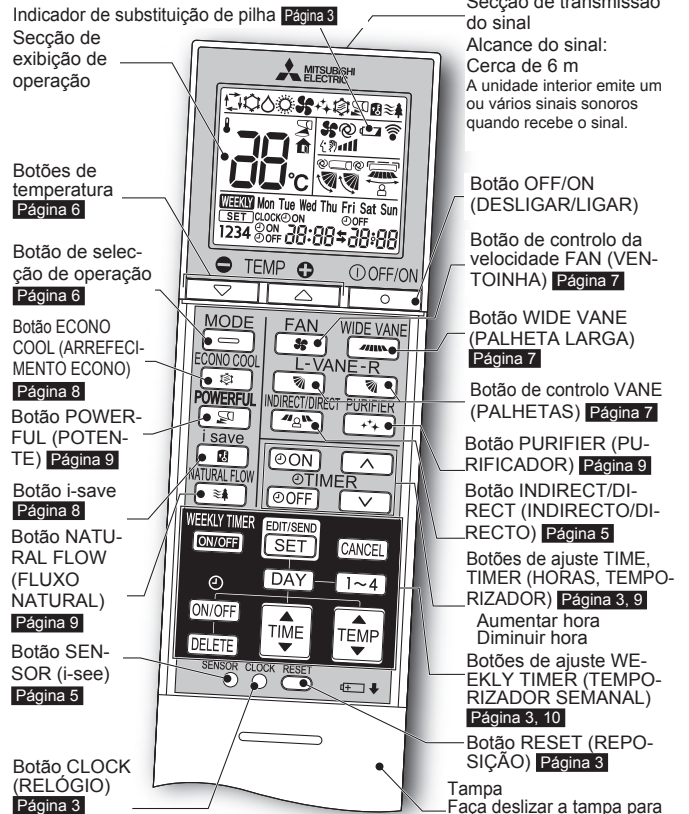 Indicador de substituição de pilha Página 3
Secção de
exibição de
operação
Botões de
temperatura
Página 6
Botão de selec-
ção de operação
Página 6
Botão ECONO
COOL (ARREFECI-
MENTO ECONO)
Página 8
Botão POWER-
FUL (POTEN-
TE) Página 9
Botão i-save
Página 8
Botão NATU-
RAL FLOW
(FLUXO
NATURAL)
Página 9
Botão SEN-
SOR (i-see)
Página 5
Botão CLOCK
(RELÓGIO)
Página 3
MITSUBISHI
ELECTRIC
°C
WEEKLY Mon Tue Wed Thu Fri Sat Sun
SET CLOCK ON OFF
1234 ON OFF 88:88 88:88
TEMP OFF/ON
MODE FAN WIDE VANE
ECONO COOL L-VANE-R
POWERFUL INDIRECT/DIRECT PURIFIER
i save
ON
NATURAL FLOW TIMER
OFF
WEEKLY TIMER EDIT/SEND
ON/OFF SET CANCEL
DAY 1~4
ON/OFF TIME TEMP
DELETE
SENSOR CLOCK RESET
Secção de transmissão
do sinal
Alcance do sinal:
Cerca de 6 m
A unidade interior emite um
ou vários sinais sonoros
quando recebe o sinal.
Botão OFF/ON
(DESLIGAR/LIGAR)
Botão de controlo da
velocidade FAN (VEN-
TOINHA) Página 7
Botão WIDE VANE
(PALHETA LARGA)
Página 7
Botão de controlo VANE
(PALHETAS) Página 7
Botão PURIFIER (PU-
RIFICADOR) Página 9
Botão INDIRECT/DI-
RECT (INDIRECTO/DI-
RECTO) Página 5
Botões de ajuste TIME,
TIMER (HORAS, TEMPO-
RIZADOR) Página 3, 9
Aumentar hora
Diminuir hora
Botões de ajuste WE-
EKLY TIMER (TEMPO-
RIZADOR SEMANAL)
Página 3, 10
Botão RESET (REPO-
SIÇÃO) Página 3
Tampa
Faça deslizar a tampa para